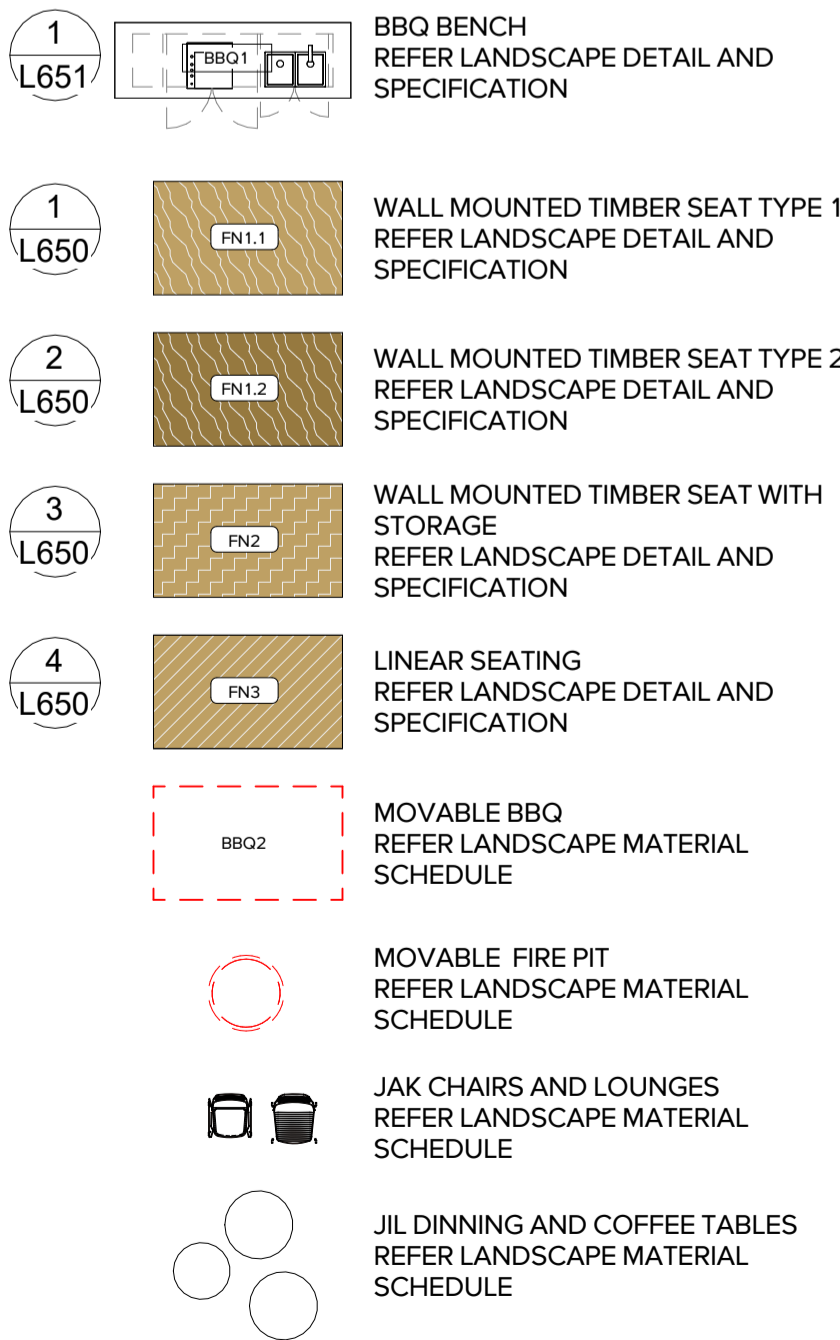 1
L651
BBQ1
BBQ BENCH
REFER LANDSCAPE DETAIL AND
SPECIFICATION
1
L650
FN1.1
WALL MOUNTED TIMBER SEAT TYPE 1
REFER LANDSCAPE DETAIL AND
SPECIFICATION
2
L650
FN1.2
WALL MOUNTED TIMBER SEAT TYPE 2
REFER LANDSCAPE DETAIL AND
SPECIFICATION
3
L650
FN2
WALL MOUNTED TIMBER SEAT WITH
STORAGE
REFER LANDSCAPE DETAIL AND
SPECIFICATION
4
L650
FN3
LINEAR SEATING
REFER LANDSCAPE DETAIL AND
SPECIFICATION
BBQ2
MOVABLE BBQ
REFER LANDSCAPE MATERIAL
SCHEDULE
MOVABLE FIRE PIT
REFER LANDSCAPE MATERIAL
SCHEDULE
JAK CHAIRS AND LOUNGES
REFER LANDSCAPE MATERIAL
SCHEDULE
JIL DINNING AND COFFEE TABLES
REFER LANDSCAPE MATERIAL
SCHEDULE